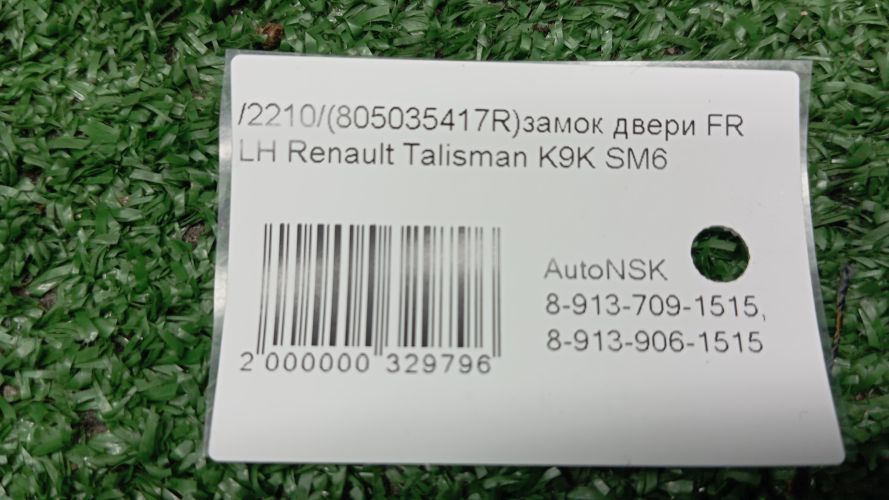 /2210/(805035417R)замок двери FR
LH Renault Talisman K9K SM6
AutoNSK
8-913-709-1515,
8-913-906-1515
2 000000 329796